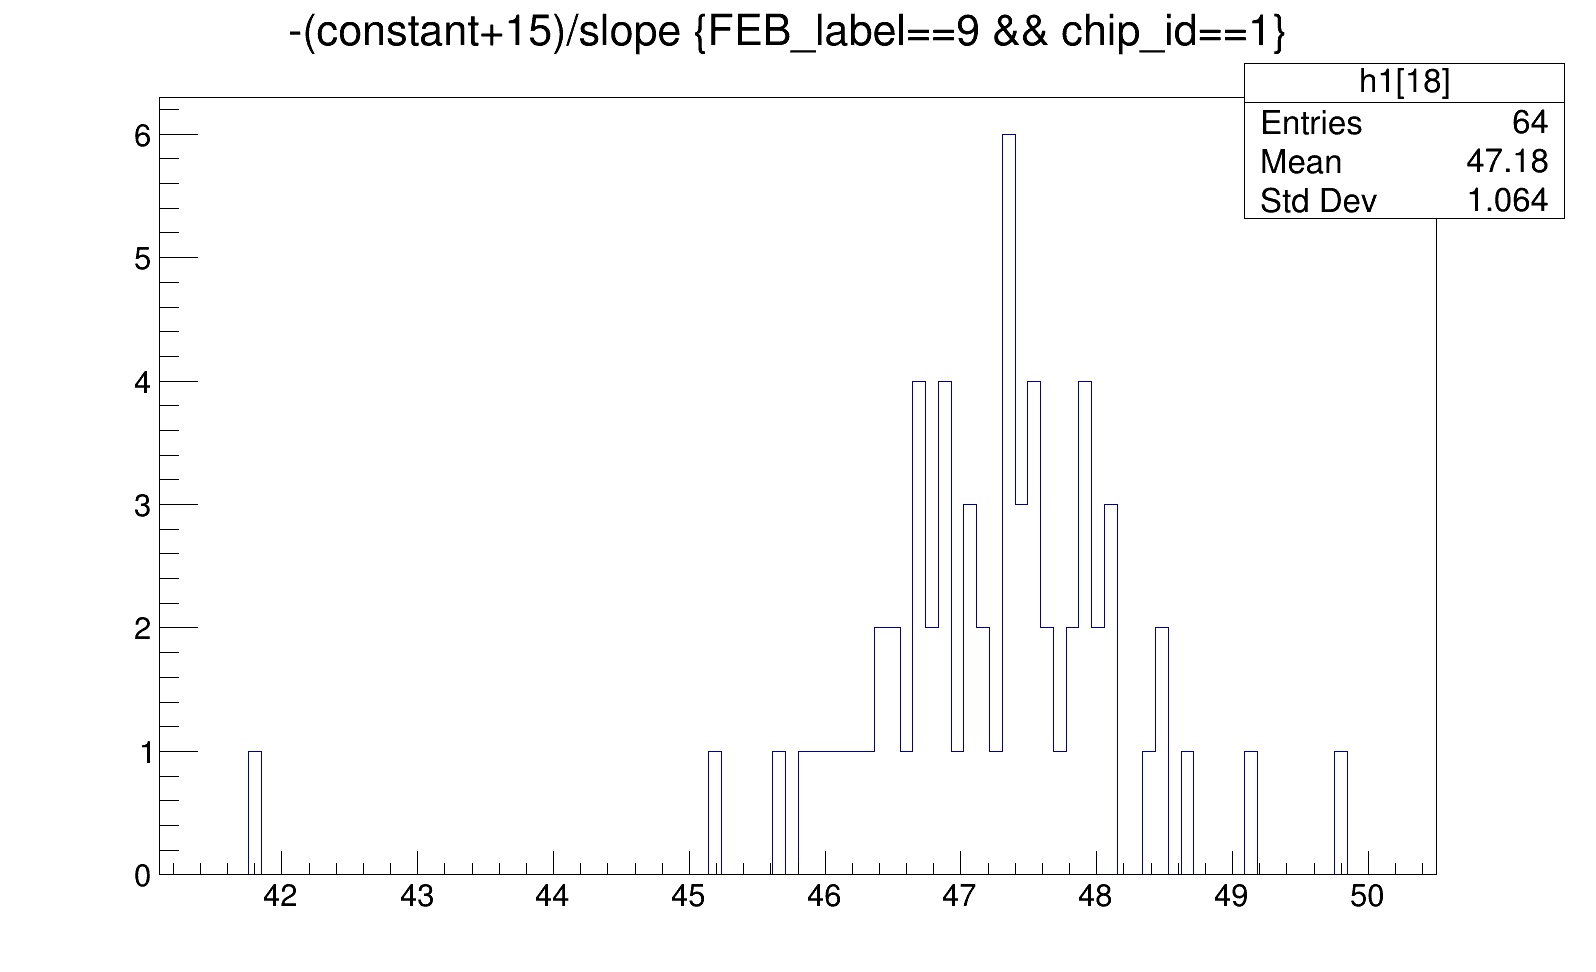 -(constant+15)/slope {FEB_label==9 && chip_id==1}
h1[18]
Entries 64
Mean 47.18
Std Dev 1.064
6
5
4
3
2
1
0
42 43 44 45 46 47 48 49 50